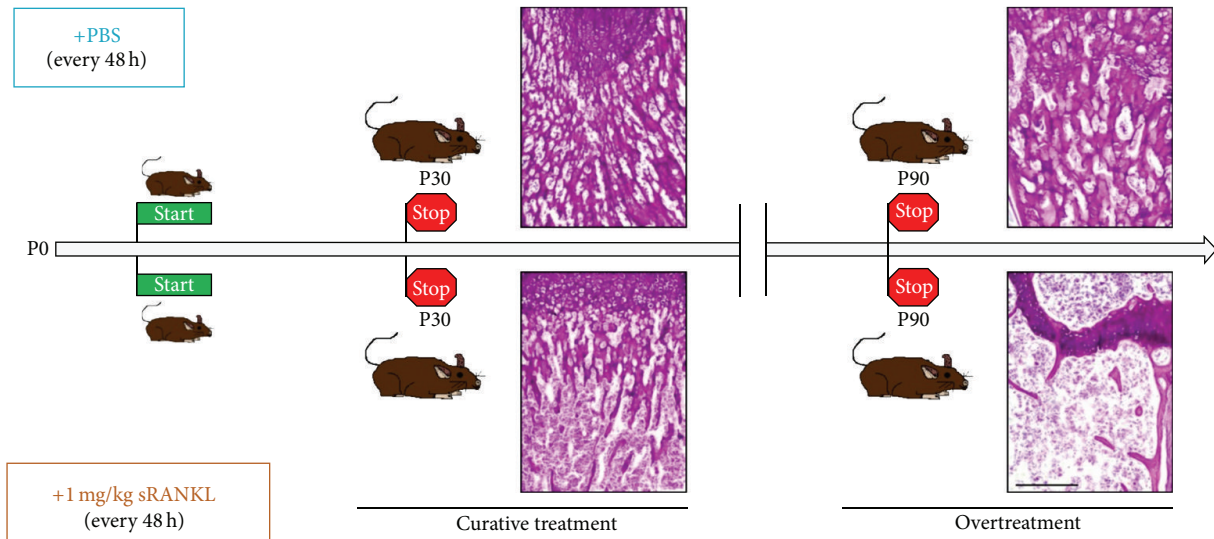 +PBS
(every 48 h)
P30
P90
Start
Stop
Stop
P0
Start
Stop
Stop
P30
P90
+1 mg/kg sRANKL
(every 48 h)
Curative treatment
Overtreatment